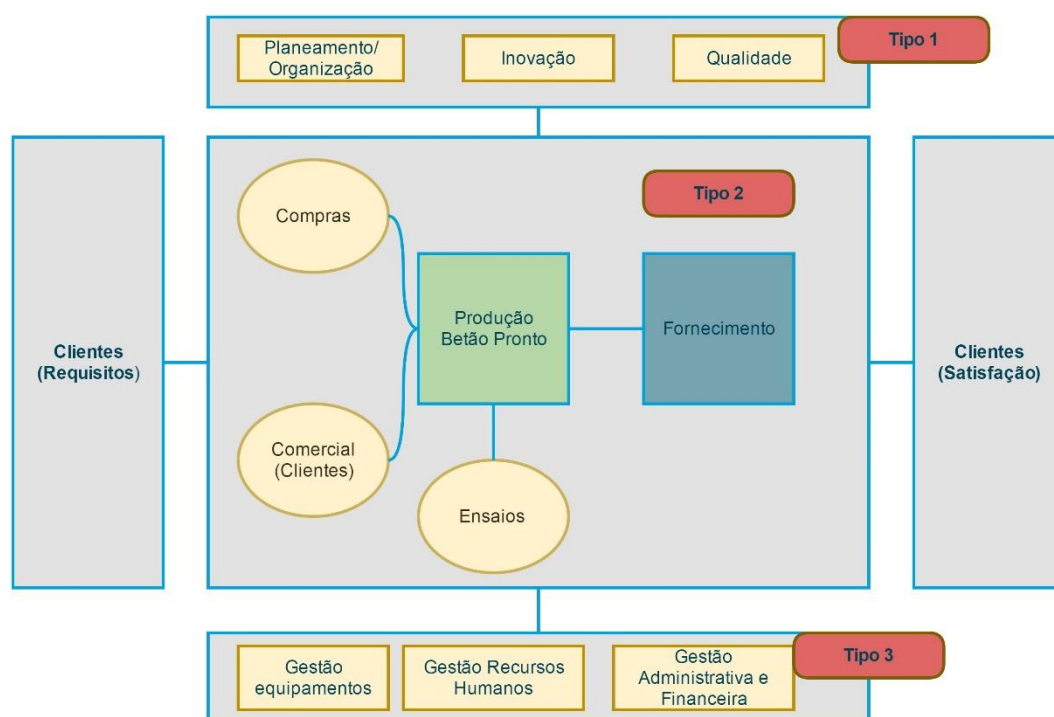 Tipo 1
Planeamento/
Organização
Inovação
Qualidade
Clientes
(Requisitos)
Compras
Tipo 2
Produção
Betão Pronto
Fornecimento
Comercial
(Clientes)
Ensaios
Clientes
(Satisfação)
Tipo 3
Gestão
equipamentos
Gestão Recursos
Humanos
Gestão
Administrativa e
Financeira